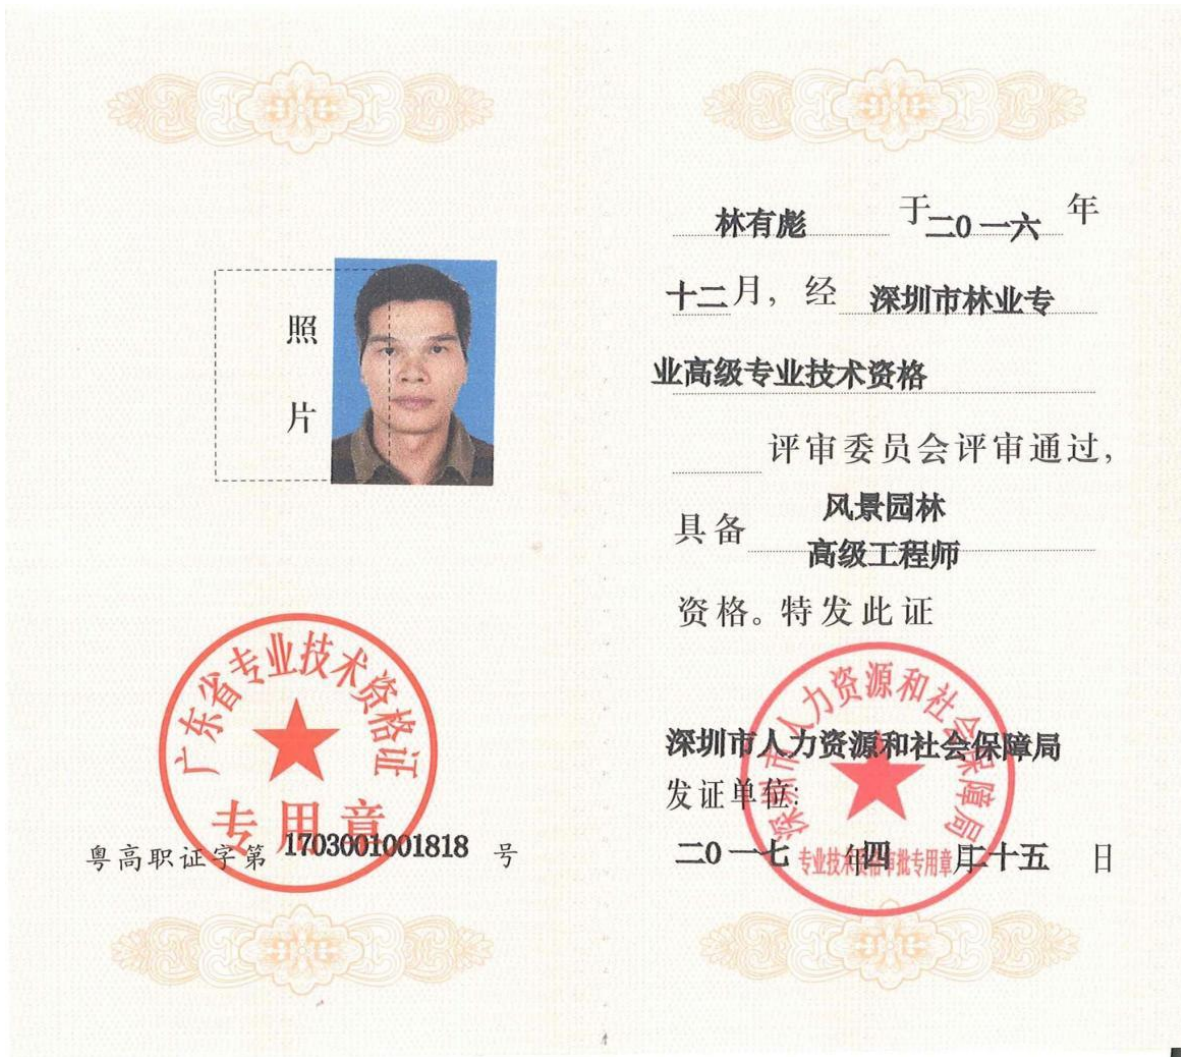 照
片
广东省专业技术资格证
专用章
粤高职证字第 1703001001818 号
林有彪 于二0一六 年
十二月，经 深圳市林业专
业高级专业技术资格
评审委员会评审通过，
具备 风景园林
高级工程师
资格。特发此证
深圳市人力资源和社会保障局
深圳市人力资源和社会保障局
发证单位:
二0一七 年四 月二十五 日
专业技术资格审批专用章